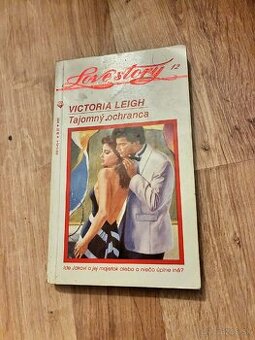 Love story 12
VICTORIA LEIGH
Tajomný ochranca
Ide Jakovi o jej majetok alebo o niečo úplne iné?